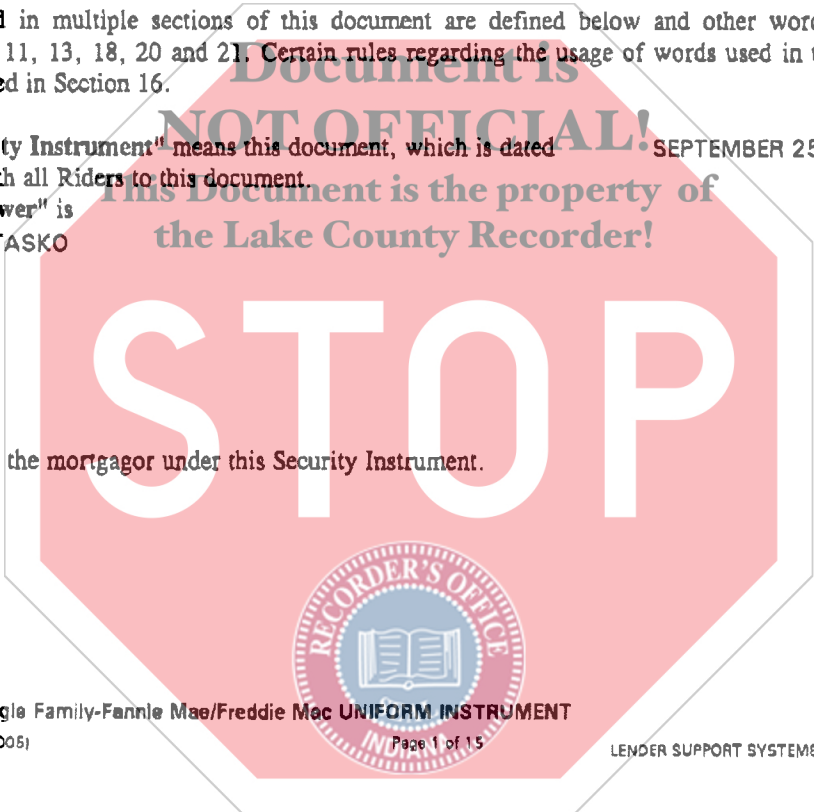 d in multiple sections of this document are defined below and other word
11, 13, 18, 20 and 21. Certain rules regarding the usage of words used in t
ed in Section 16.
Document is
NOT OFFICIAL!
ty Instrument" means this document, which is dated SEPTEMBER 25
h all Riders to this document.
This Document is the property of
wer" is
the Lake County Recorder!
TASKO
STOP
the mortgagor under this Security Instrument.
RECORDER'S OFFICE
gle Family-Fannie Mae/Freddie Mac UNIFORM INSTRUMENT
005)
Page 1 of 15
INDIANA
LENDER SUPPORT SYSTEMS